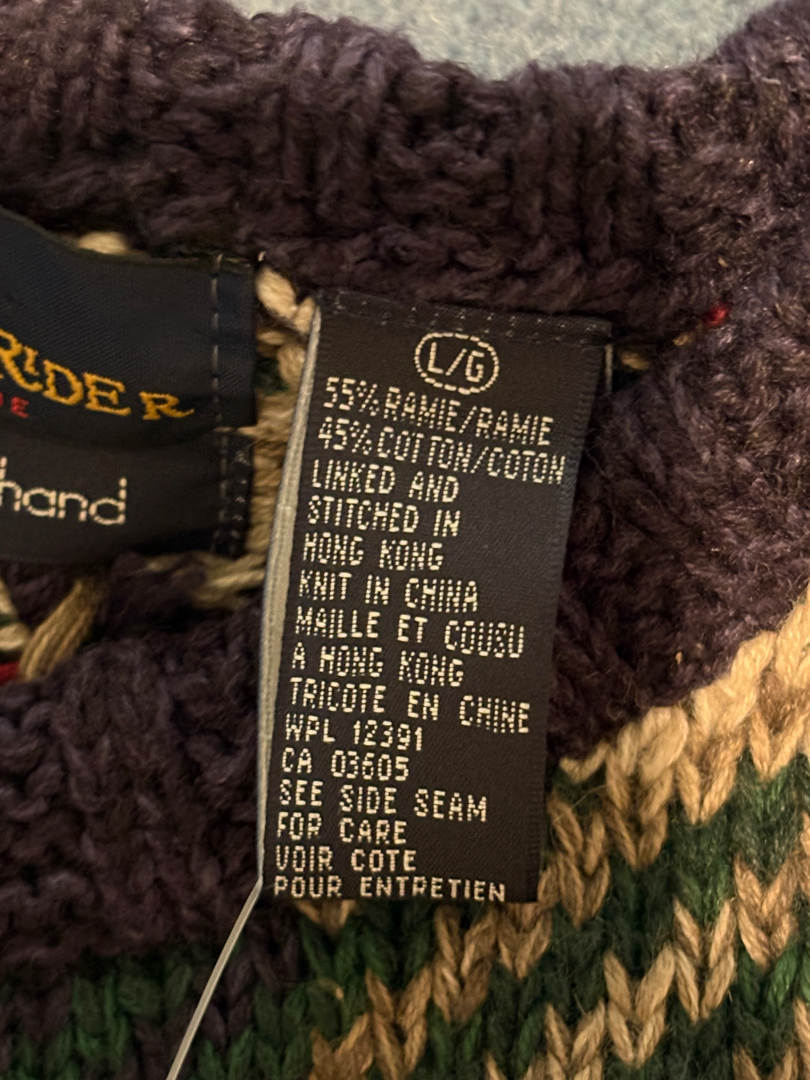 RIDER
hand
L/G
55% RAMIE/RAMIE
45% COTTON/COTON
LINKED AND
STITCHED IN
HONG KONG
KNIT IN CHINA
MAILLE ET COUSU
A HONG KONG
TRICOTE EN CHINE
WPL 12391
CA 03605
SEE SIDE SEAM
FOR CARE
VOIR COTE
POUR ENTRETIEN